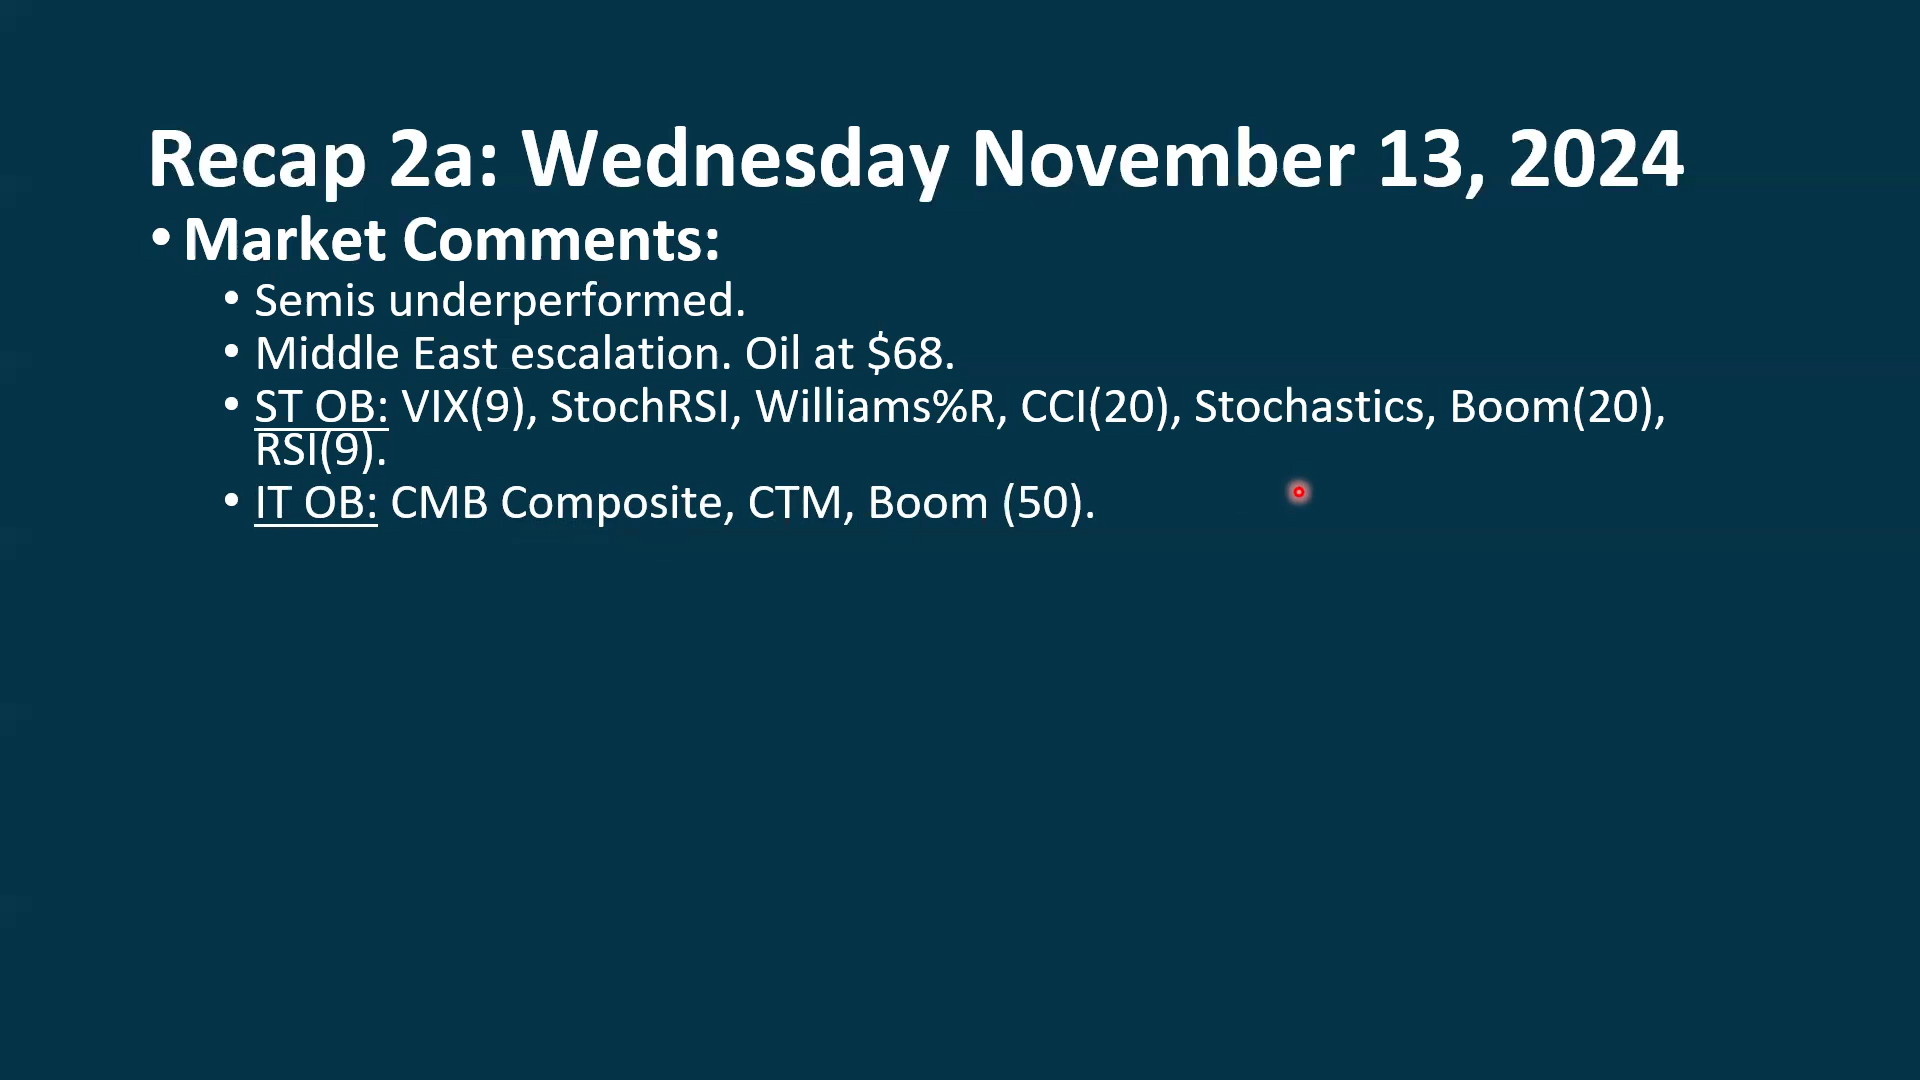 Recap 2a: Wednesday November 13, 2024
• Market Comments:
• Semis underperformed.
• Middle East escalation. Oil at $68.
• ST OB: VIX(9), StochRSI, Williams%R, CCI(20), Stochastics, Boom(20),
RSI(9).
• IT OB: CMB Composite, CTM, Boom (50).